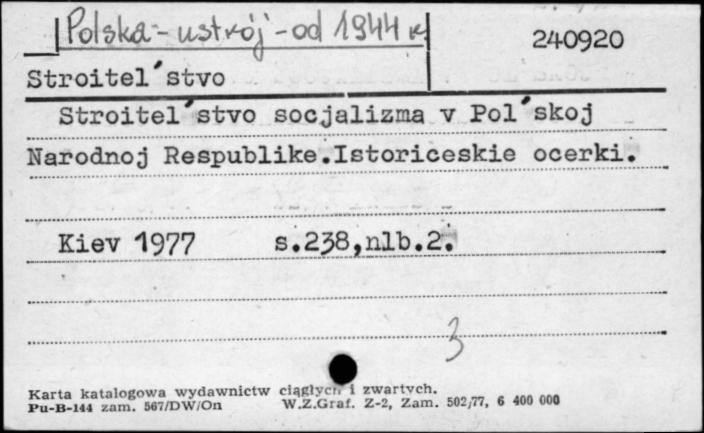 Polska - ustrój - od 1944 r.
240920
Stroitel´stvo
Stroitel´stvo socjalizma v Pol´skoj
Narodnoj Respublike.Istoriceskie ocerki.
Kiev 1977 s.238,nlb.2.
3
Karta katalogowa wydawnictw ciągłych i zwartych.
Pu-B-144 zam. 567/DW/On W.Z.Graf. Z-2, Zam. 502/77, 6 400 000